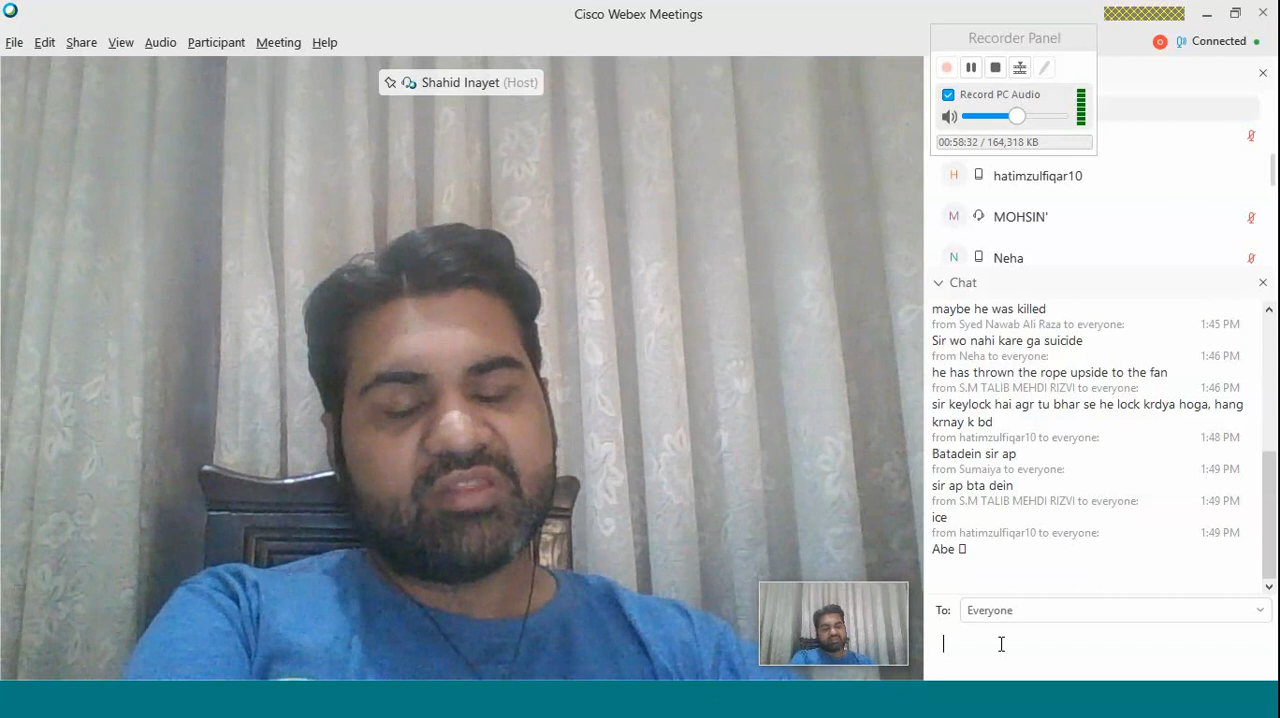 Cisco Webex Meetings
File Edit Share View Audio Participant Meeting Help
Connected
Recorder Panel
Record PC Audio
00:58:32 / 164,318 KB
Shahid Inayet (Host)
H hatimzulfiqar10
M MOHSIN'
N Neha
Chat
maybe he was killed
from Syed Nawab Ali Raza to everyone: 1:45 PM
Sir wo nahi kare ga suicide
from Neha to everyone: 1:46 PM
he has thrown the rope upside to the fan
from S.M TALIB MEHDI RIZVI to everyone: 1:46 PM
sir keylock hai agr tu bhar se he lock krdya hoga, hang
krnay k bd
from hatimzulfiqar10 to everyone: 1:48 PM
Batadein sir ap
from Sumaiya to everyone: 1:49 PM
sir ap bta dein
from S.M TALIB MEHDI RIZVI to everyone: 1:49 PM
ice
from hatimzulfiqar10 to everyone: 1:49 PM
Abe
To: Everyone